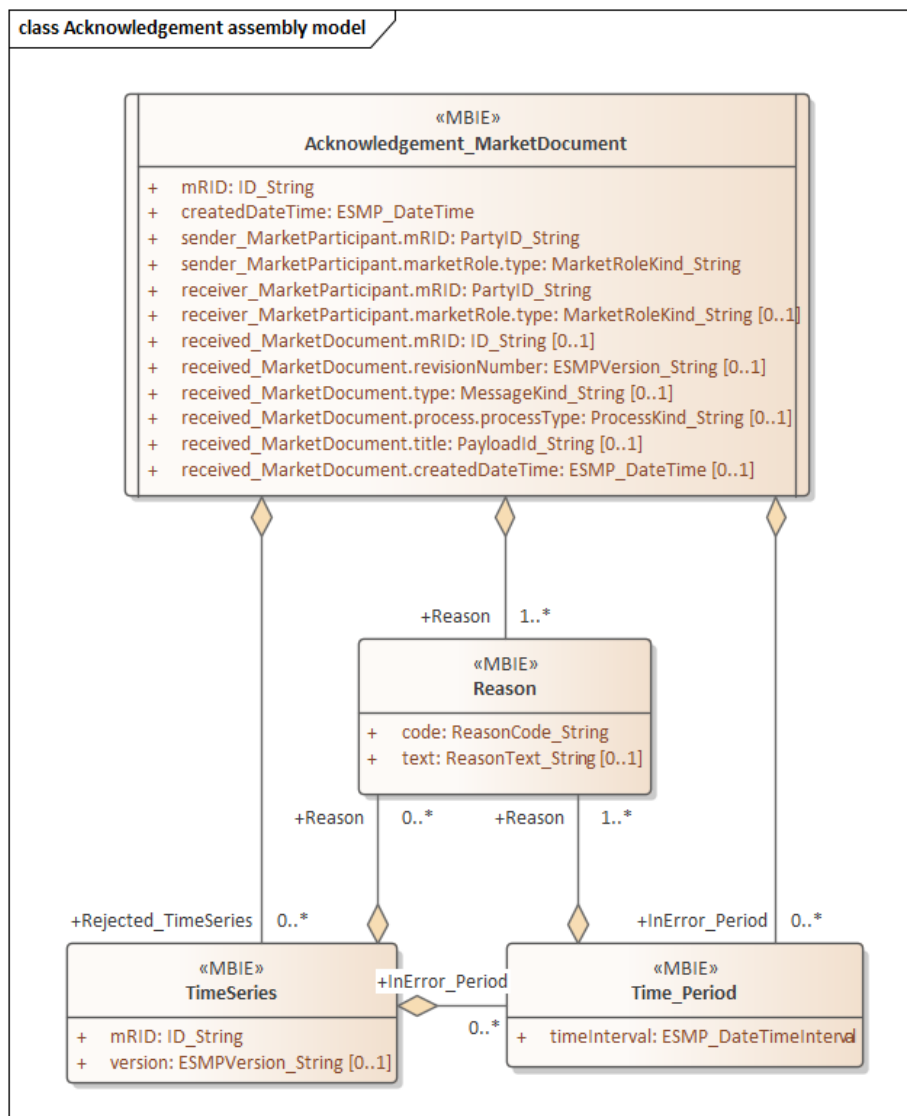 class Acknowledgement assembly model
«MBIE»
Acknowledgement_MarketDocument
+ mRID: ID_String
+ createdDateTime: ESMP_DateTime
+ sender_MarketParticipant.mRID: PartyID_String
+ sender_MarketParticipant.marketRole.type: MarketRoleKind_String
+ receiver_MarketParticipant.mRID: PartyID_String
+ receiver_MarketParticipant.marketRole.type: MarketRoleKind_String [0..1]
+ received_MarketDocument.mRID: ID_String [0..1]
+ received_MarketDocument.revisionNumber: ESMPVersion_String [0..1]
+ received_MarketDocument.type: MessageKind_String [0..1]
+ received_MarketDocument.process.processType: ProcessKind_String [0..1]
+ received_MarketDocument.title: PayloadId_String [0..1]
+ received_MarketDocument.createdDateTime: ESMP_DateTime [0..1]
+Reason 1..*
«MBIE»
Reason
+ code: ReasonCode_String
+ text: ReasonText_String [0..1]
+Reason 0..* +Reason 1..*
+Rejected_TimeSeries 0..* +InError_Period 0..*
«MBIE»
TimeSeries
+ mRID: ID_String
+ version: ESMPVersion_String [0..1]
+InError_Period
0..*
«MBIE»
Time_Period
+ timeInterval: ESMP_DateTimeInterval